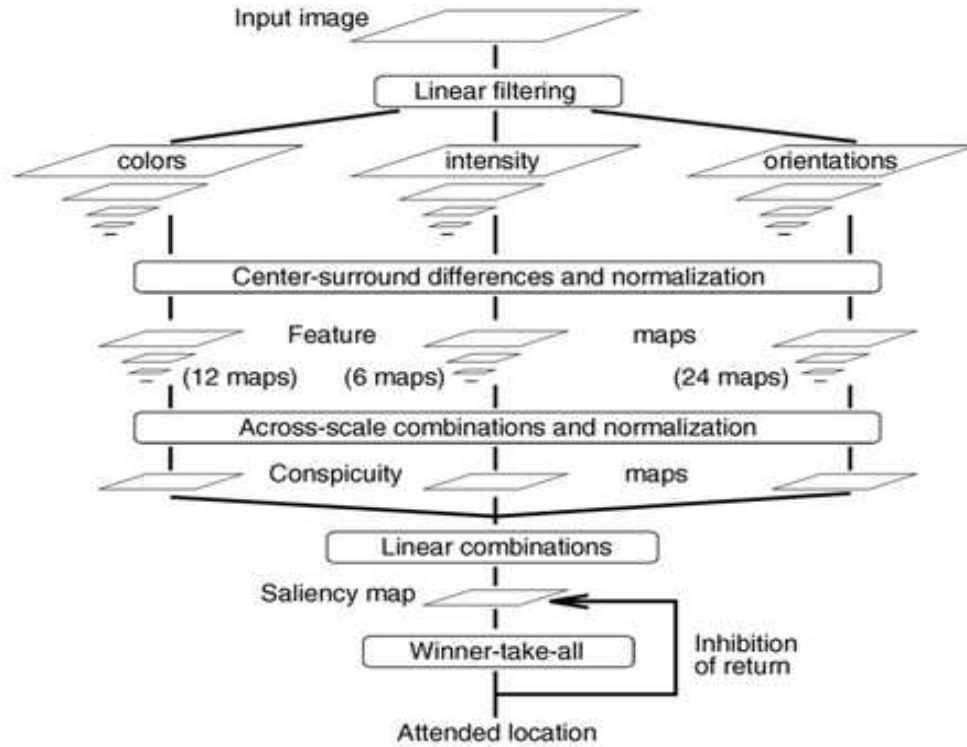 Input image
Linear filtering
colors intensity orientations
Center-surround differences and normalization
Feature maps
(12 maps) (6 maps) (24 maps)
Across-scale combinations and normalization
Conspicuity maps
Linear combinations
Saliency map
Winner-take-all
Inhibition
of return
Attended location